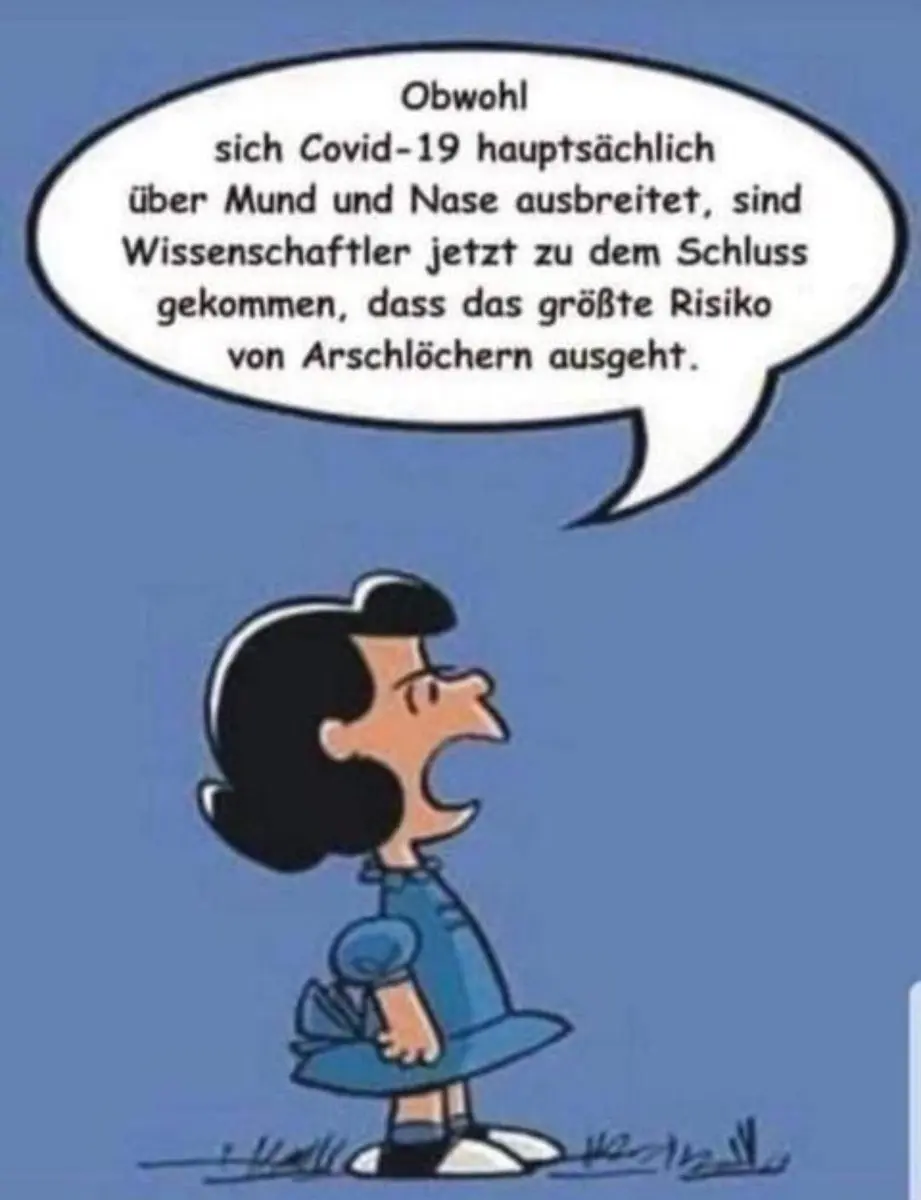 Obwohl
sich Covid-19 hauptsächlich
über Mund und Nase ausbreitet, sind
Wissenschaftler jetzt zu dem Schluss
gekommen, dass das größte Risiko
von Arschlöchern ausgeht.